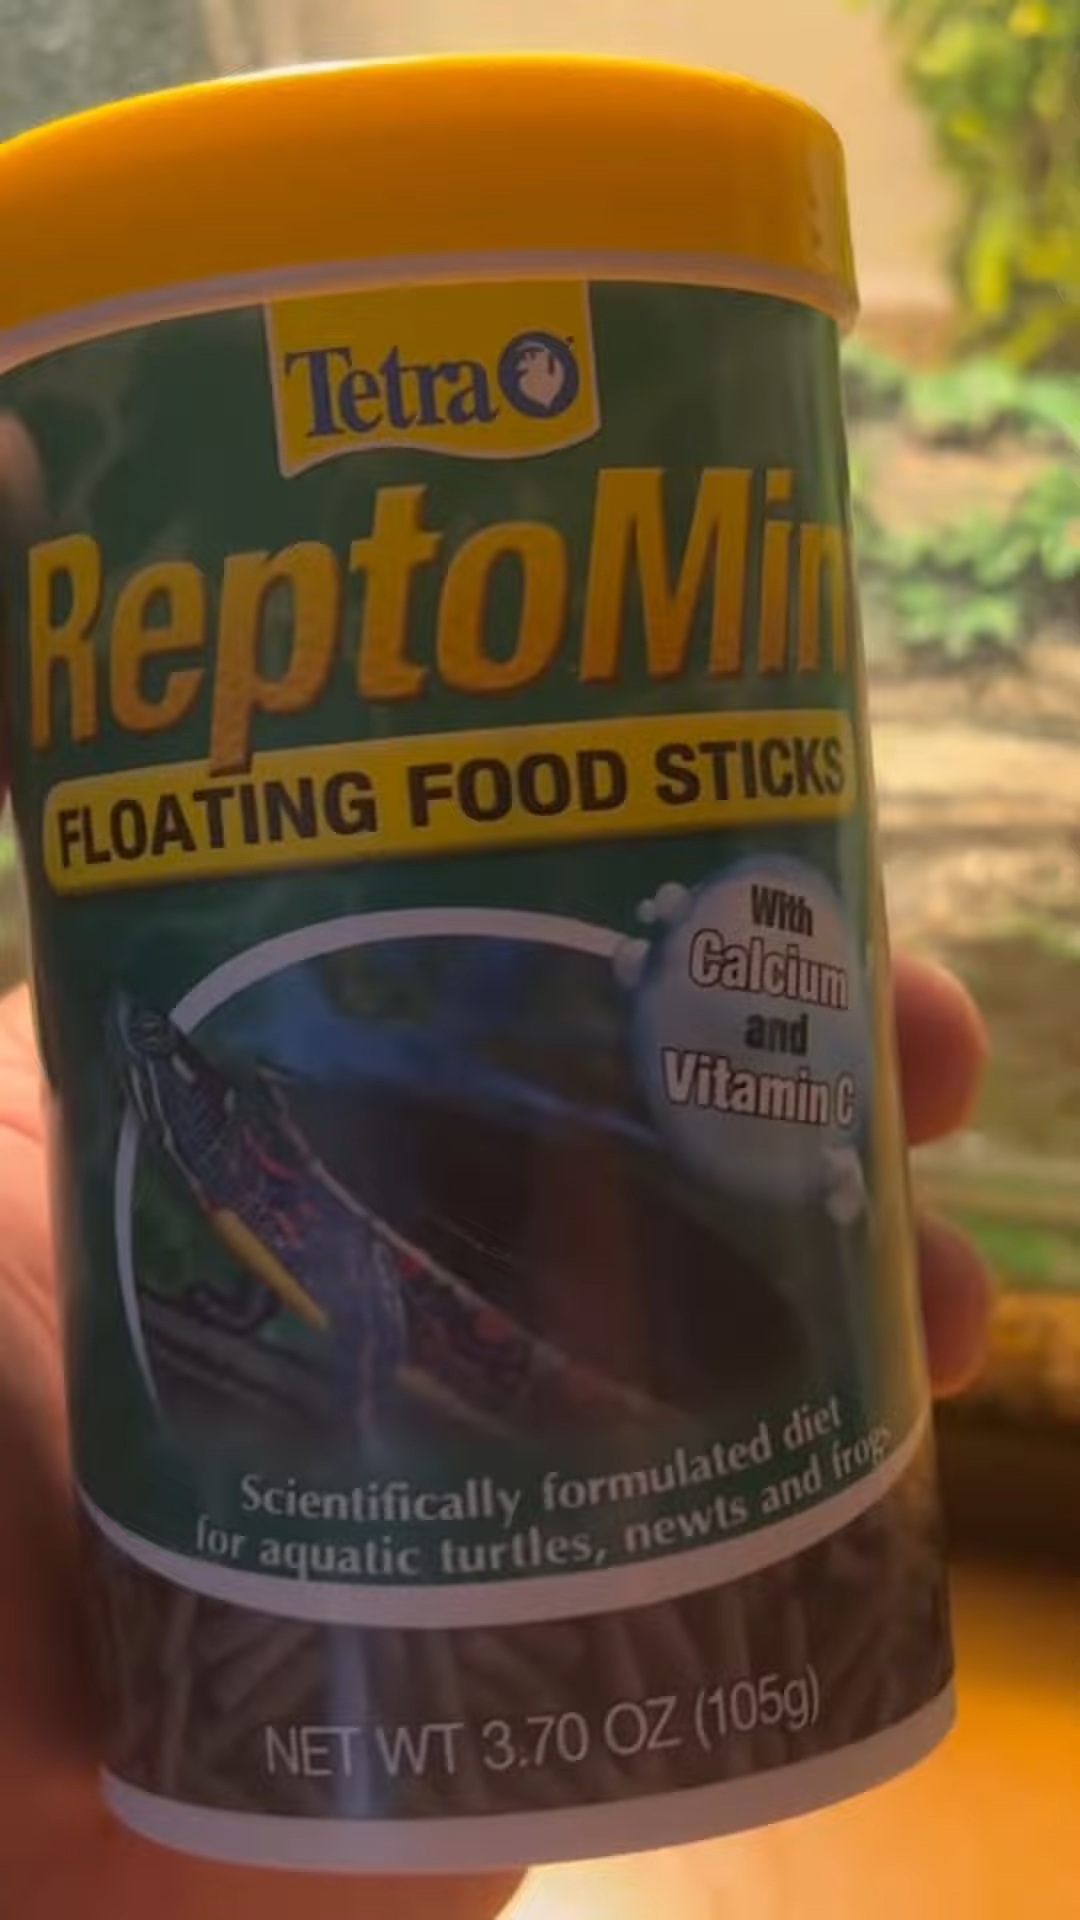 Tetra
ReptoMin
FLOATING FOOD STICKS
With
Calcium
and
Vitamin C
Scientifically formulated diet
for aquatic turtles, newts and frogs
NET WT 3.70 OZ (105g)